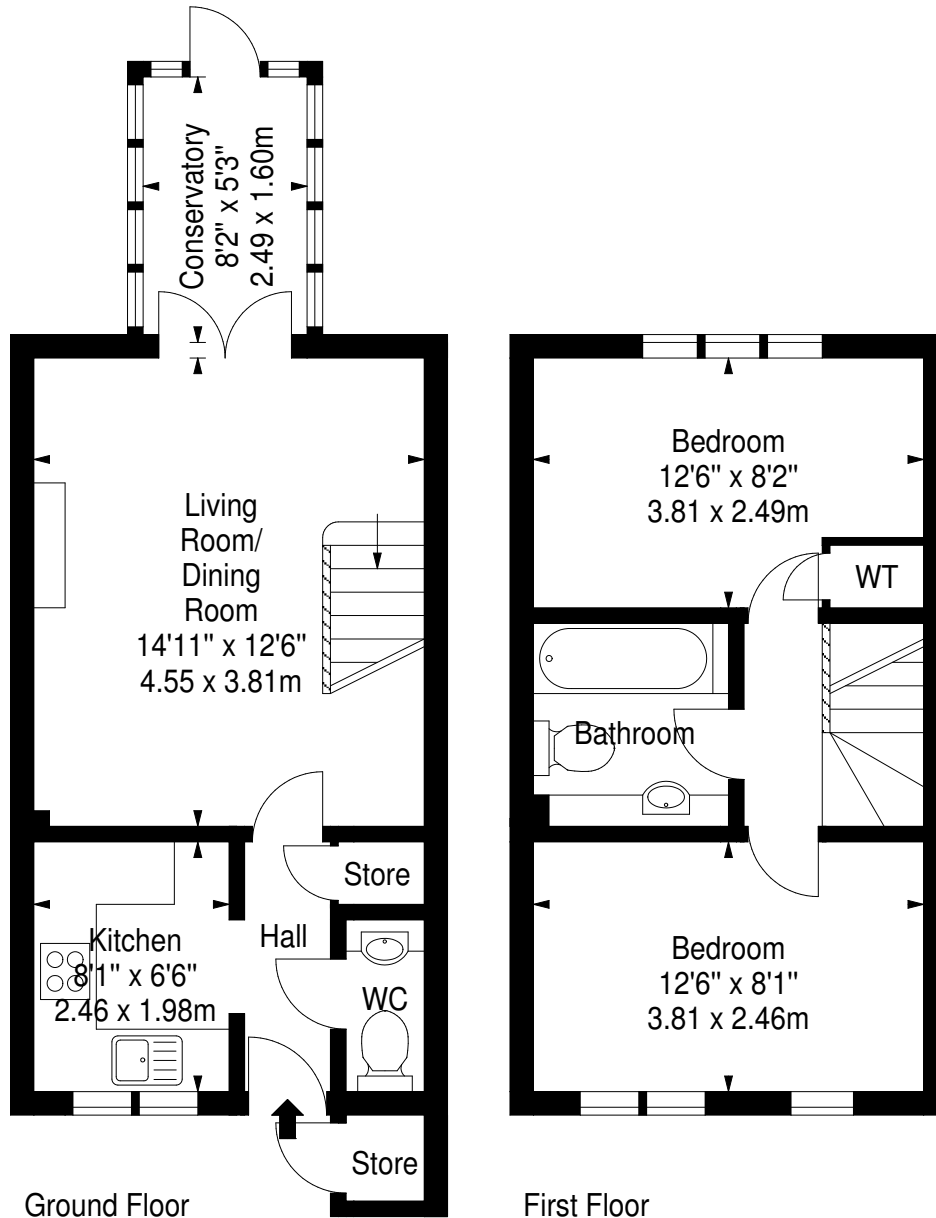 Conservatory
8'2" x 5'3"
2.49 x 1.60m
Living
Room/
Dining
Room
14'11" x 12'6"
4.55 x 3.81m
Store
Hall
Kitchen
8'1" x 6'6"
2.46 x 1.98m
WC
Store
Ground Floor
Bedroom
12'6" x 8'2"
3.81 x 2.49m
WT
Bathroom
Bedroom
12'6" x 8'1"
3.81 x 2.46m
First Floor